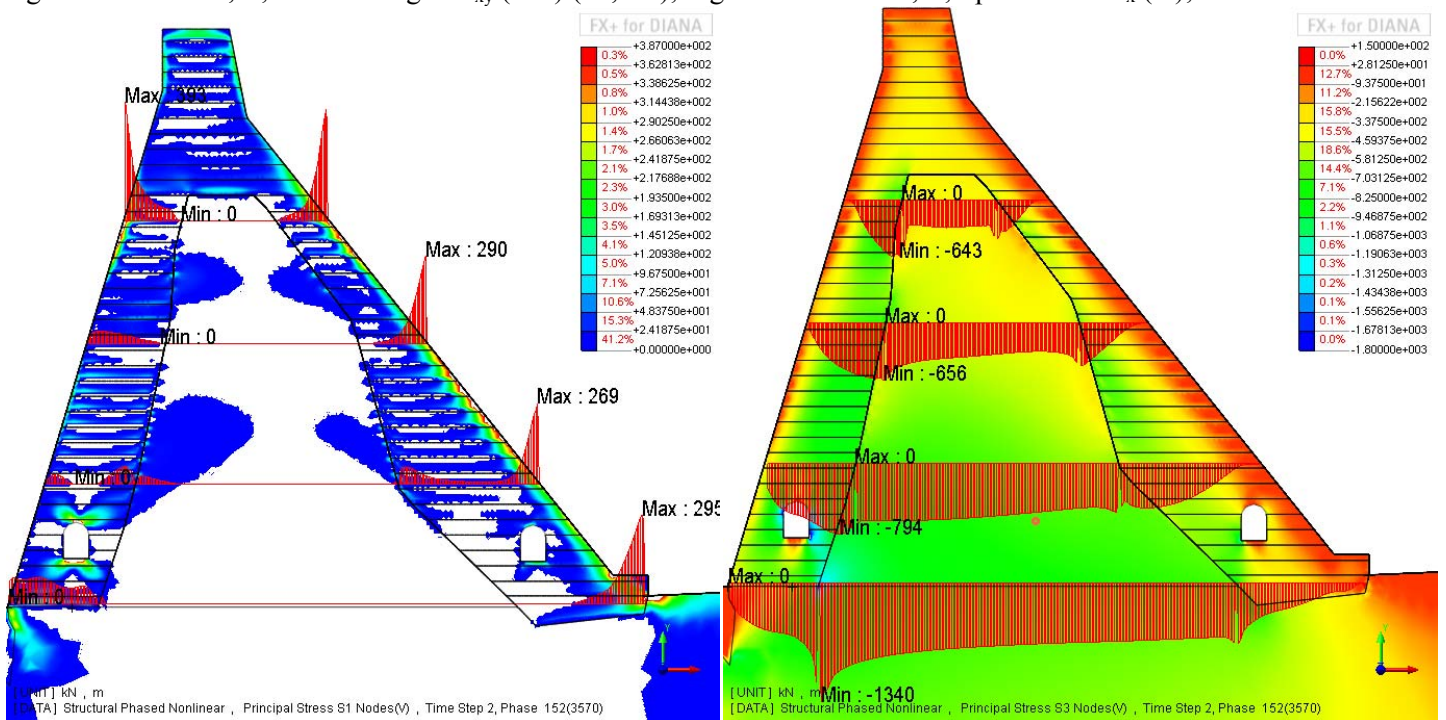 FX+ for DIANA
+3.87000e+002
0.3%
+3.62813e+002
0.5%
+3.38625e+002
0.8%
+3.14438e+002
1.0%
+2.90250e+002
1.4%
+2.66063e+002
1.7%
+2.41875e+002
2.1%
+2.17688e+002
2.3%
+1.93500e+002
3.0%
+1.69313e+002
3.5%
+1.45125e+002
4.1%
+1.20938e+002
5.0%
+9.67500e+001
7.1%
+7.25625e+001
10.6%
+4.83750e+001
15.3%
+2.41875e+001
41.2%
+0.00000e+000
Max : 393
Min : 0
Max : 290
Min : 0
Max : 269
Min : 0
Max : 295
Min : 0
[UNIT] kN , m
[DATA] Structural Phased Nonlinear , Principal Stress S1 Nodes(V) , Time Step 2, Phase 152(3570)
FX+ for DIANA
+1.50000e+002
0.0%
+2.81250e+001
12.7%
-9.37500e+001
11.2%
-2.15622e+002
15.8%
-3.37500e+002
15.5%
-4.59375e+002
18.6%
-5.81250e+002
14.4%
-7.03125e+002
7.1%
-8.25000e+002
2.2%
-9.46875e+002
1.1%
-1.06875e+003
0.6%
-1.19063e+003
0.3%
-1.31250e+003
0.2%
-1.43438e+003
0.1%
-1.55625e+003
0.1%
-1.67813e+003
0.0%
-1.80000e+003
Max : 0
Min : -643
Max : 0
Min : -656
Max : 0
Min : -794
Max : 0
Min : -1340
[UNIT] kN , m
[DATA] Structural Phased Nonlinear , Principal Stress S3 Nodes(V) , Time Step 2, Phase 152(3570)